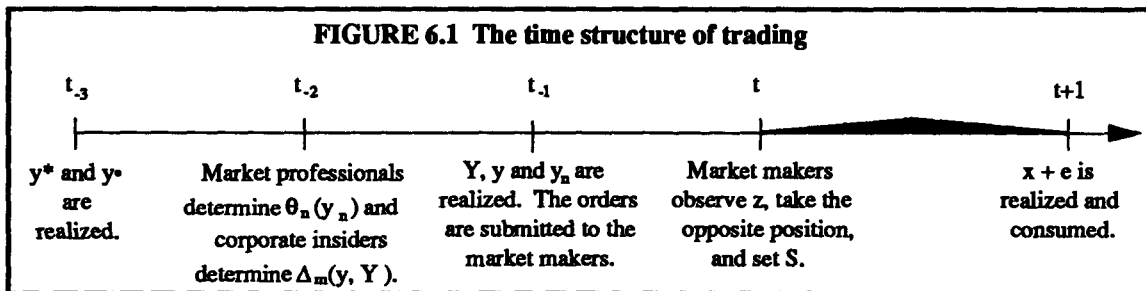 FIGURE 6.1 The time structure of trading
t-3 t-2 t-1 t t+1
y* and y•
are
realized.
Market professionals
determine θn(yn) and
corporate insiders
determine Δm(y, Y).
Y, y and yn are
realized. The orders
are submitted to the
market makers.
Market makers
observe z, take the
opposite position,
and set S.
x + e is
realized and
consumed.